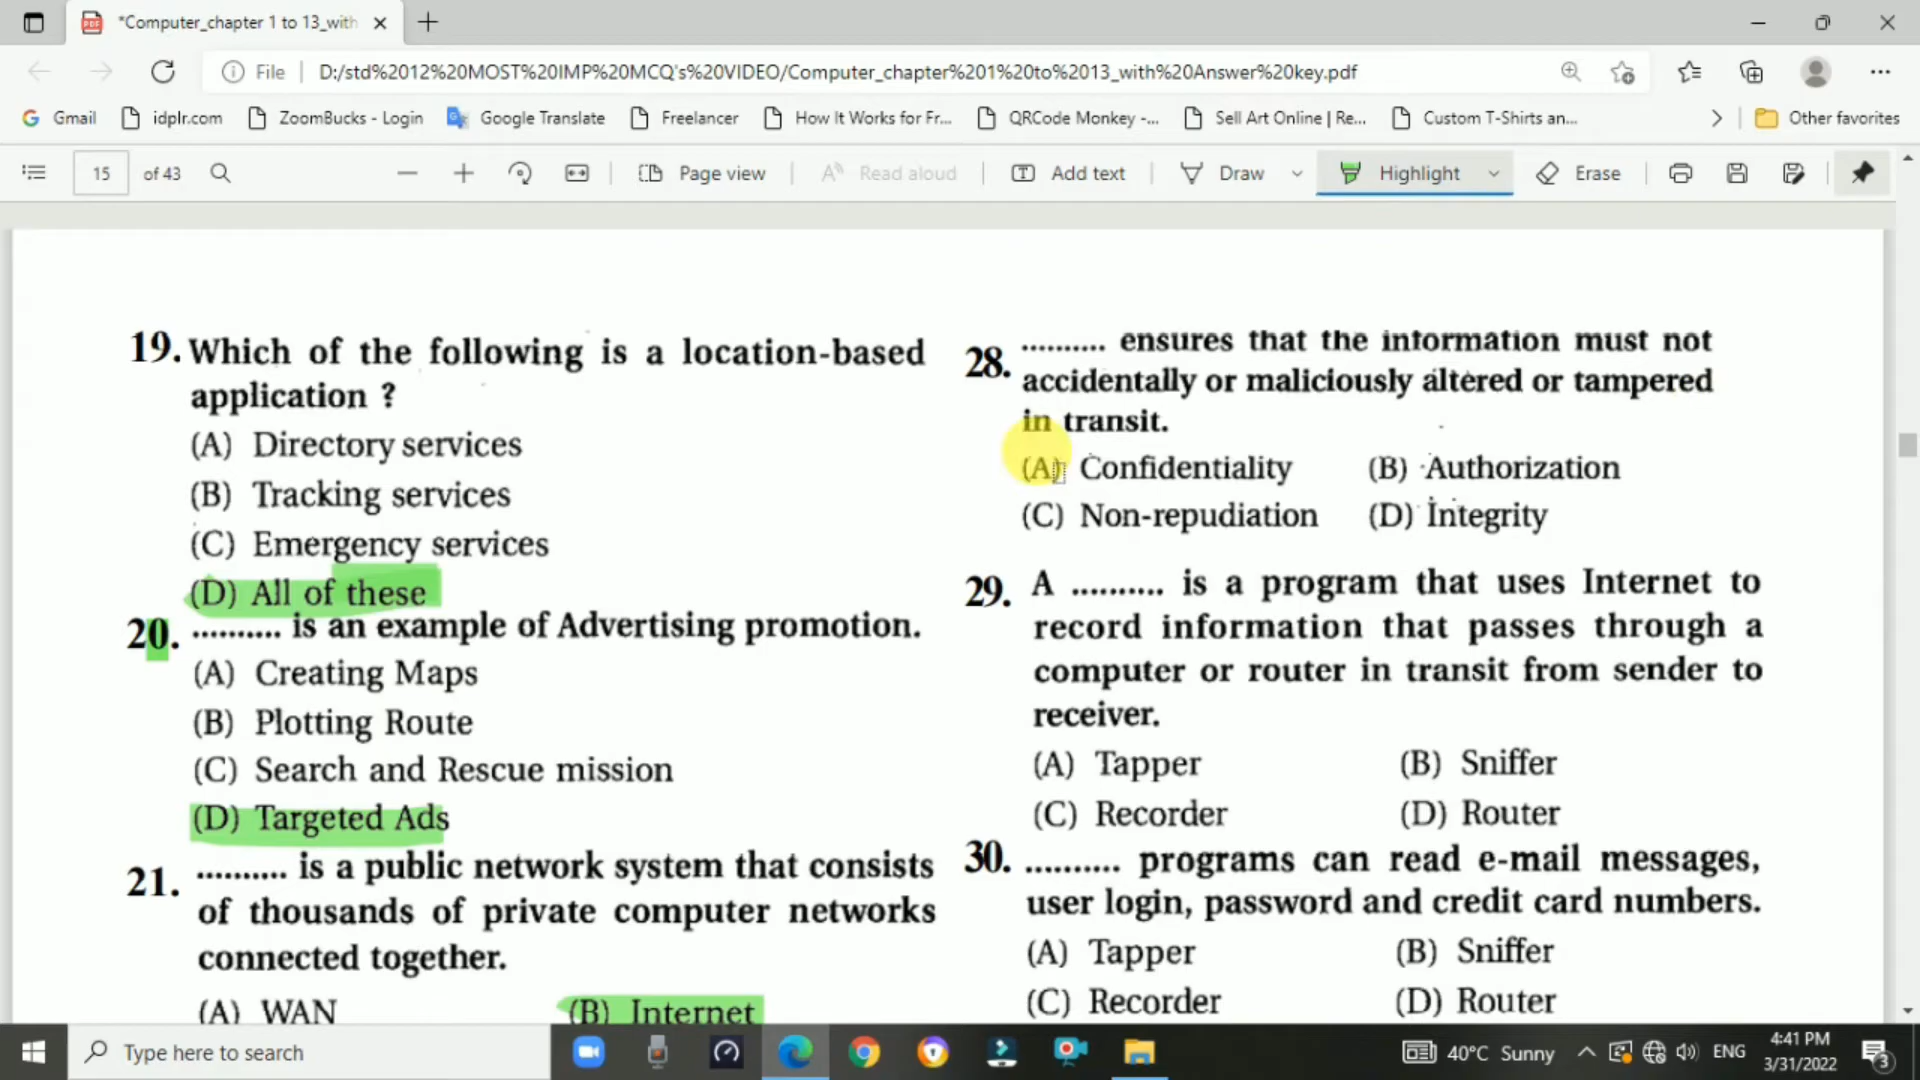 *Computer_chapter 1 to 13_with
File
D:/std%2012%20MOST%20IMP%20MCQ's%20VIDEO/Computer_chapter%201%20to%2013_with%20Answer%20key.pdf
Gmail
idplr.com
ZoomBucks - Login
Google Translate
Freelancer
How It Works for Fr...
QRCode Monkey -...
Sell Art Online | Re...
Custom T-Shirts an...
Other favorites
15 of 43
Page view
Read aloud
Add text
Draw
Highlight
Erase
19. Which of the following is a location-based
application ?
(A) Directory services
(B) Tracking services
(C) Emergency services
(D) All of these
20. .......... is an example of Advertising promotion.
(A) Creating Maps
(B) Plotting Route
(C) Search and Rescue mission
(D) Targeted Ads
21. .......... is a public network system that consists
of thousands of private computer networks
connected together.
(A) WAN (B) Internet
28. .......... ensures that the information must not
accidentally or maliciously altered or tampered
in transit.
(A) Confidentiality (B) Authorization
(C) Non-repudiation (D) Integrity
29. A .......... is a program that uses Internet to
record information that passes through a
computer or router in transit from sender to
receiver.
(A) Tapper (B) Sniffer
(C) Recorder (D) Router
30. .......... programs can read e-mail messages,
user login, password and credit card numbers.
(A) Tapper (B) Sniffer
(C) Recorder (D) Router
Type here to search
40°C Sunny
ENG
4:41 PM
3/31/2022
3